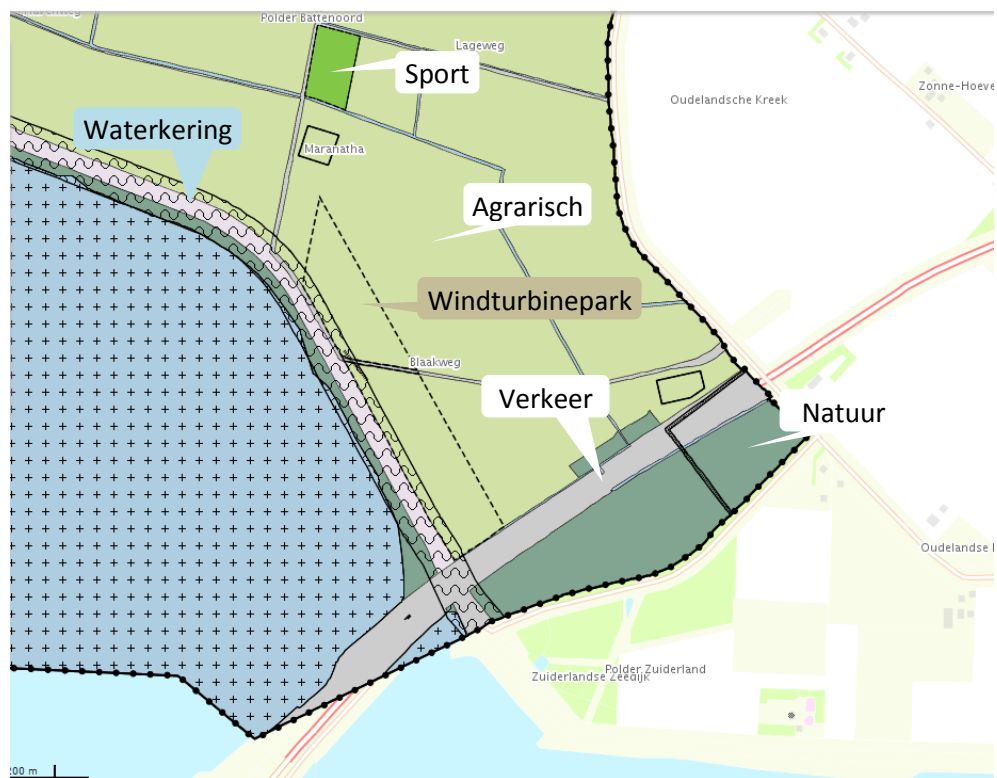 Polder Battenoord
Lageweg
Sport
Zonne-Hoeve
Oudelandsche Kreek
Waterkering
Maranatha
Agrarisch
Windturbinepark
Blaakweg
Verkeer
Natuur
Oudelandse
Polder Zuiderland
Zuiderlandse Zeedijk
200 m